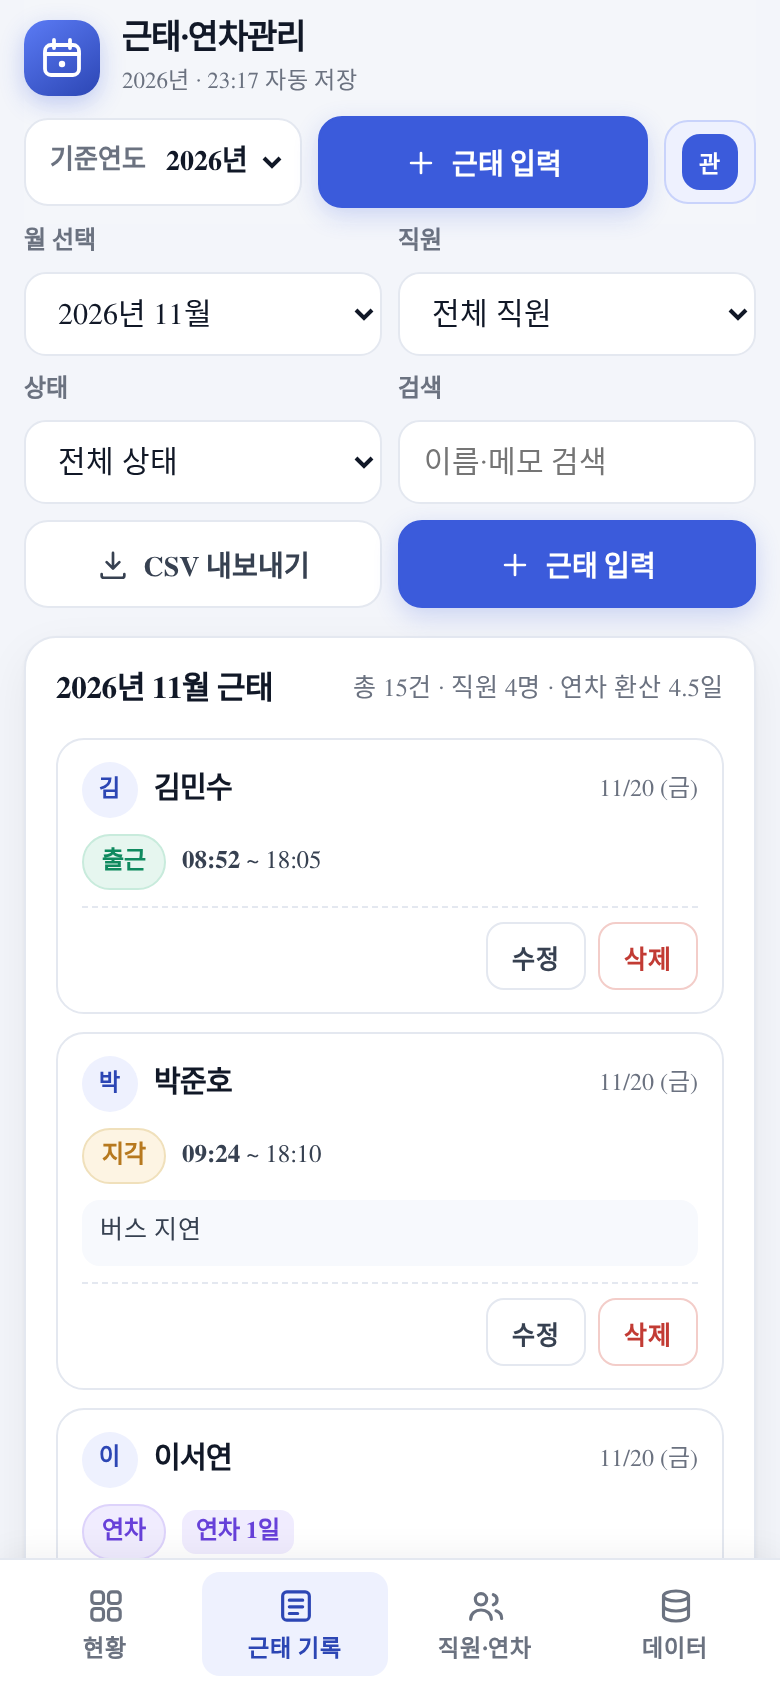 근태·연차관리
2026년 · 23:17 자동 저장
기준연도 2026년
근태 입력
관
월 선택
직원
2026년 11월
전체 직원
상태
검색
전체 상태
이름·메모 검색
CSV 내보내기
근태 입력
2026년 11월 근태
총 15건 · 직원 4명 · 연차 환산 4.5일
김 김민수 11/20 (금)
출근 08:52 ~ 18:05
수정 삭제
박 박준호 11/20 (금)
지각 09:24 ~ 18:10
버스 지연
수정 삭제
이 이서연 11/20 (금)
연차 연차 1일
현황 근태 기록 직원·연차 데이터